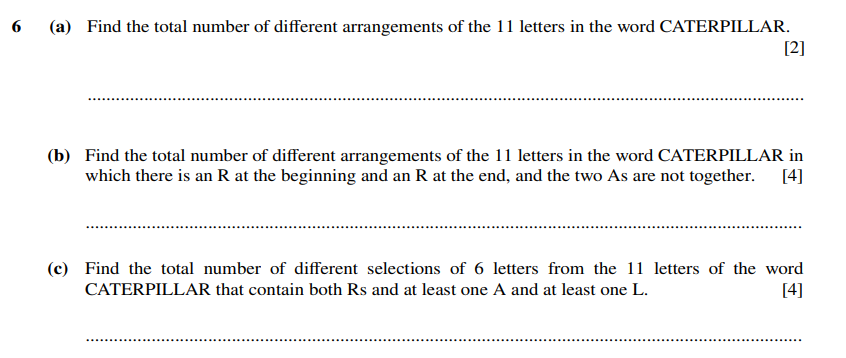 6 (a) Find the total number of different arrangements of the 11 letters in the word CATERPILLAR.
[2]
................................................................................
(b) Find the total number of different arrangements of the 11 letters in the word CATERPILLAR in
which there is an R at the beginning and an R at the end, and the two As are not together. [4]
................................................................................
(c) Find the total number of different selections of 6 letters from the 11 letters of the word
CATERPILLAR that contain both Rs and at least one A and at least one L. [4]
................................................................................